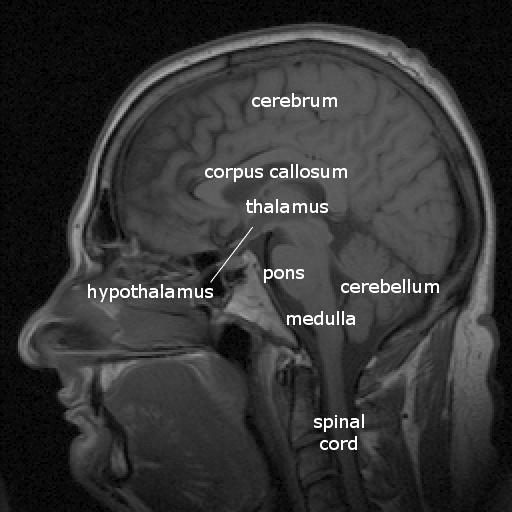 cerebrum
corpus callosum
thalamus
pons
hypothalamus
cerebellum
medulla
spinal
cord